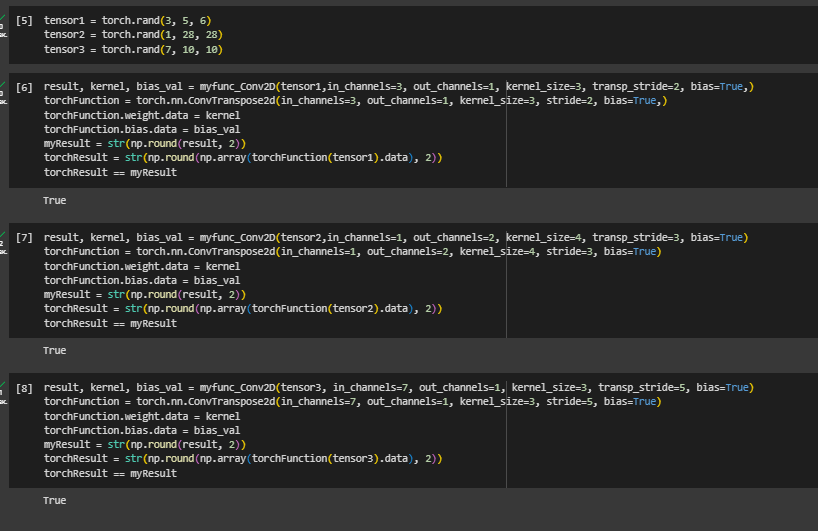 [5] tensor1 = torch.rand(3, 5, 6)
tensor2 = torch.rand(1, 28, 28)
tensor3 = torch.rand(7, 10, 10)
[6] result, kernel, bias_val = myfunc_Conv2D(tensor1,in_channels=3, out_channels=1, kernel_size=3, transp_stride=2, bias=True,)
torchFunction = torch.nn.ConvTranspose2d(in_channels=3, out_channels=1, kernel_size=3, stride=2, bias=True,)
torchFunction.weight.data = kernel
torchFunction.bias.data = bias_val
myResult = str(np.round(result, 2))
torchResult = str(np.round(np.array(torchFunction(tensor1).data), 2))
torchResult == myResult
True
[7] result, kernel, bias_val = myfunc_Conv2D(tensor2,in_channels=1, out_channels=2, kernel_size=4, transp_stride=3, bias=True)
torchFunction = torch.nn.ConvTranspose2d(in_channels=1, out_channels=2, kernel_size=4, stride=3, bias=True)
torchFunction.weight.data = kernel
torchFunction.bias.data = bias_val
myResult = str(np.round(result, 2))
torchResult = str(np.round(np.array(torchFunction(tensor2).data), 2))
torchResult == myResult
True
[8] result, kernel, bias_val = myfunc_Conv2D(tensor3, in_channels=7, out_channels=1, kernel_size=3, transp_stride=5, bias=True)
torchFunction = torch.nn.ConvTranspose2d(in_channels=7, out_channels=1, kernel_size=3, stride=5, bias=True)
torchFunction.weight.data = kernel
torchFunction.bias.data = bias_val
myResult = str(np.round(result, 2))
torchResult = str(np.round(np.array(torchFunction(tensor3).data), 2))
torchResult == myResult
True